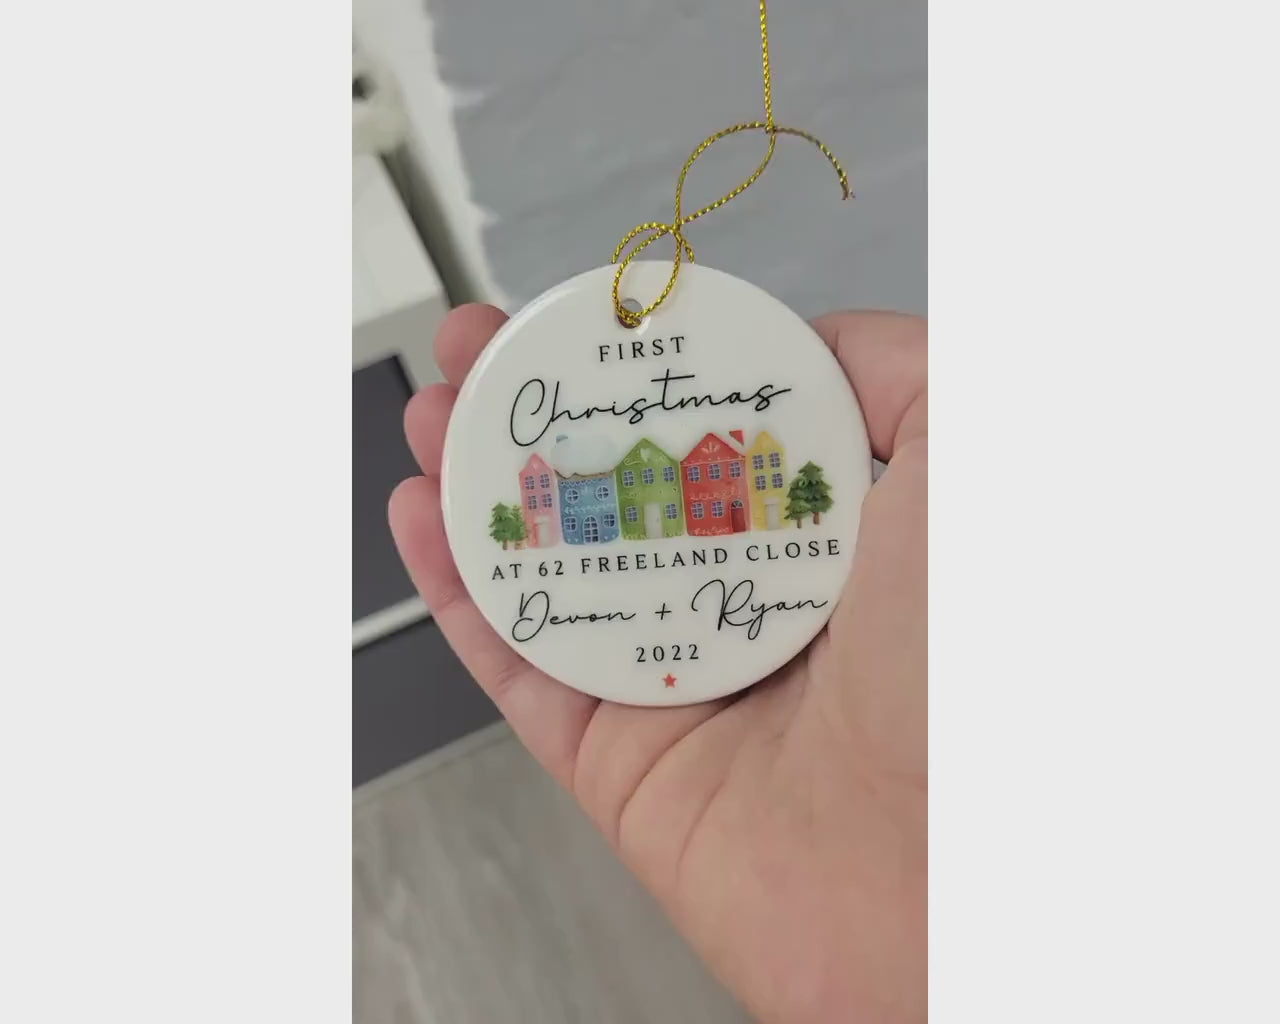 FIRST
Christmas
AT 62 FREELAND CLOSE
Devon + Ryan
2022